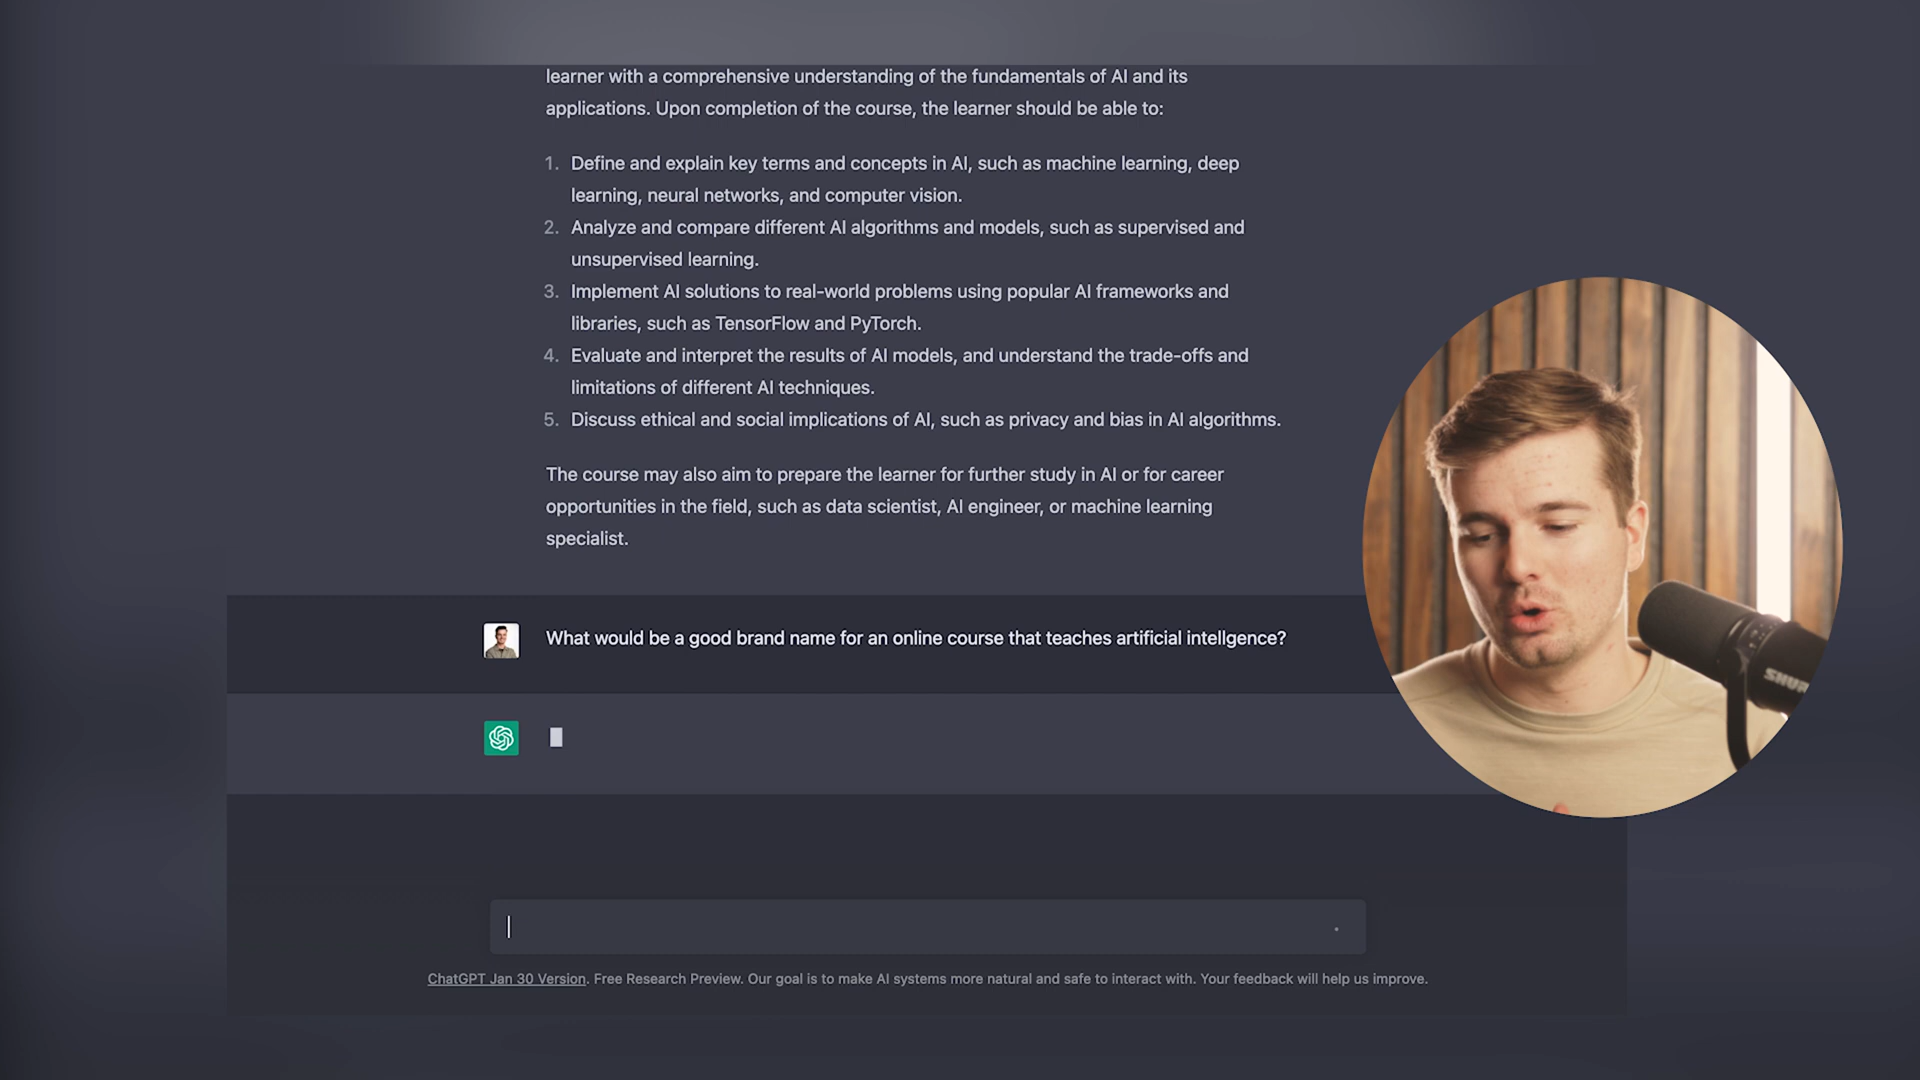 learner with a comprehensive understanding of the fundamentals of AI and its
applications. Upon completion of the course, the learner should be able to:
1. Define and explain key terms and concepts in AI, such as machine learning, deep
learning, neural networks, and computer vision.
2. Analyze and compare different AI algorithms and models, such as supervised and
unsupervised learning.
3. Implement AI solutions to real-world problems using popular AI frameworks and
libraries, such as TensorFlow and PyTorch.
4. Evaluate and interpret the results of AI models, and understand the trade-offs and
limitations of different AI techniques.
5. Discuss ethical and social implications of AI, such as privacy and bias in AI algorithms.
The course may also aim to prepare the learner for further study in AI or for career
opportunities in the field, such as data scientist, AI engineer, or machine learning
specialist.
What would be a good brand name for an online course that teaches artificial intellgence?
SHURE
ChatGPT Jan 30 Version. Free Research Preview. Our goal is to make AI systems more natural and safe to interact with. Your feedback will help us improve.